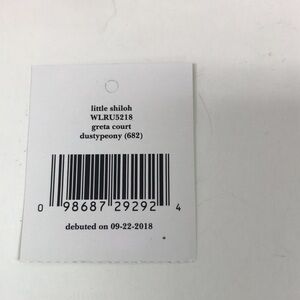 little shiloh
WLRU5218
greta court
dustypeony (682)
0 98687 29292 4
debuted on 09-22-2018